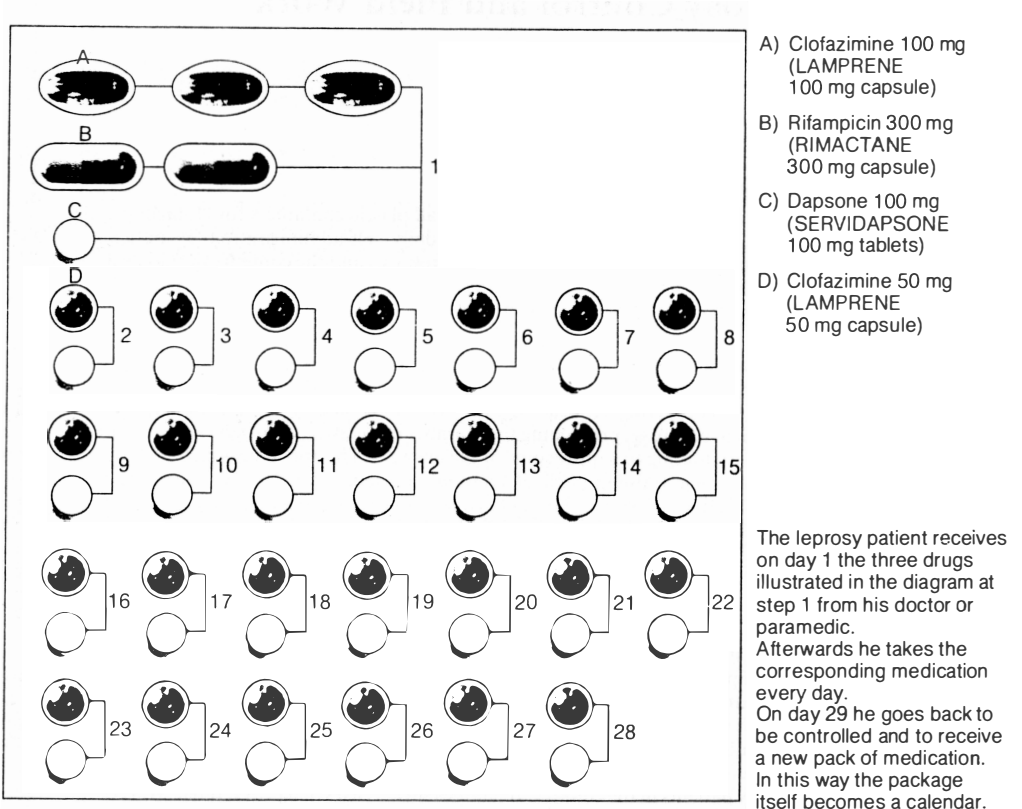 A
B
1
C
D
2 3 4 5 6 7 8
9 10 11 12 13 14 15
16 17 18 19 20 21 22
23 24 25 26 27 28
A) Clofazimine 100 mg
(LAMPRENE
100 mg capsule)
B) Rifampicin 300 mg
(RIMACTANE
300 mg capsule)
C) Dapsone 100 mg
(SERVIDAPSONE
100 mg tablets)
D) Clofazimine 50 mg
(LAMPRENE
50 mg capsule)
The leprosy patient receives
on day 1 the three drugs
illustrated in the diagram at
step 1 from his doctor or
paramedic.
Afterwards he takes the
corresponding medication
every day.
On day 29 he goes back to
be controlled and to receive
a new pack of medication.
In this way the package
itself becomes a calendar.